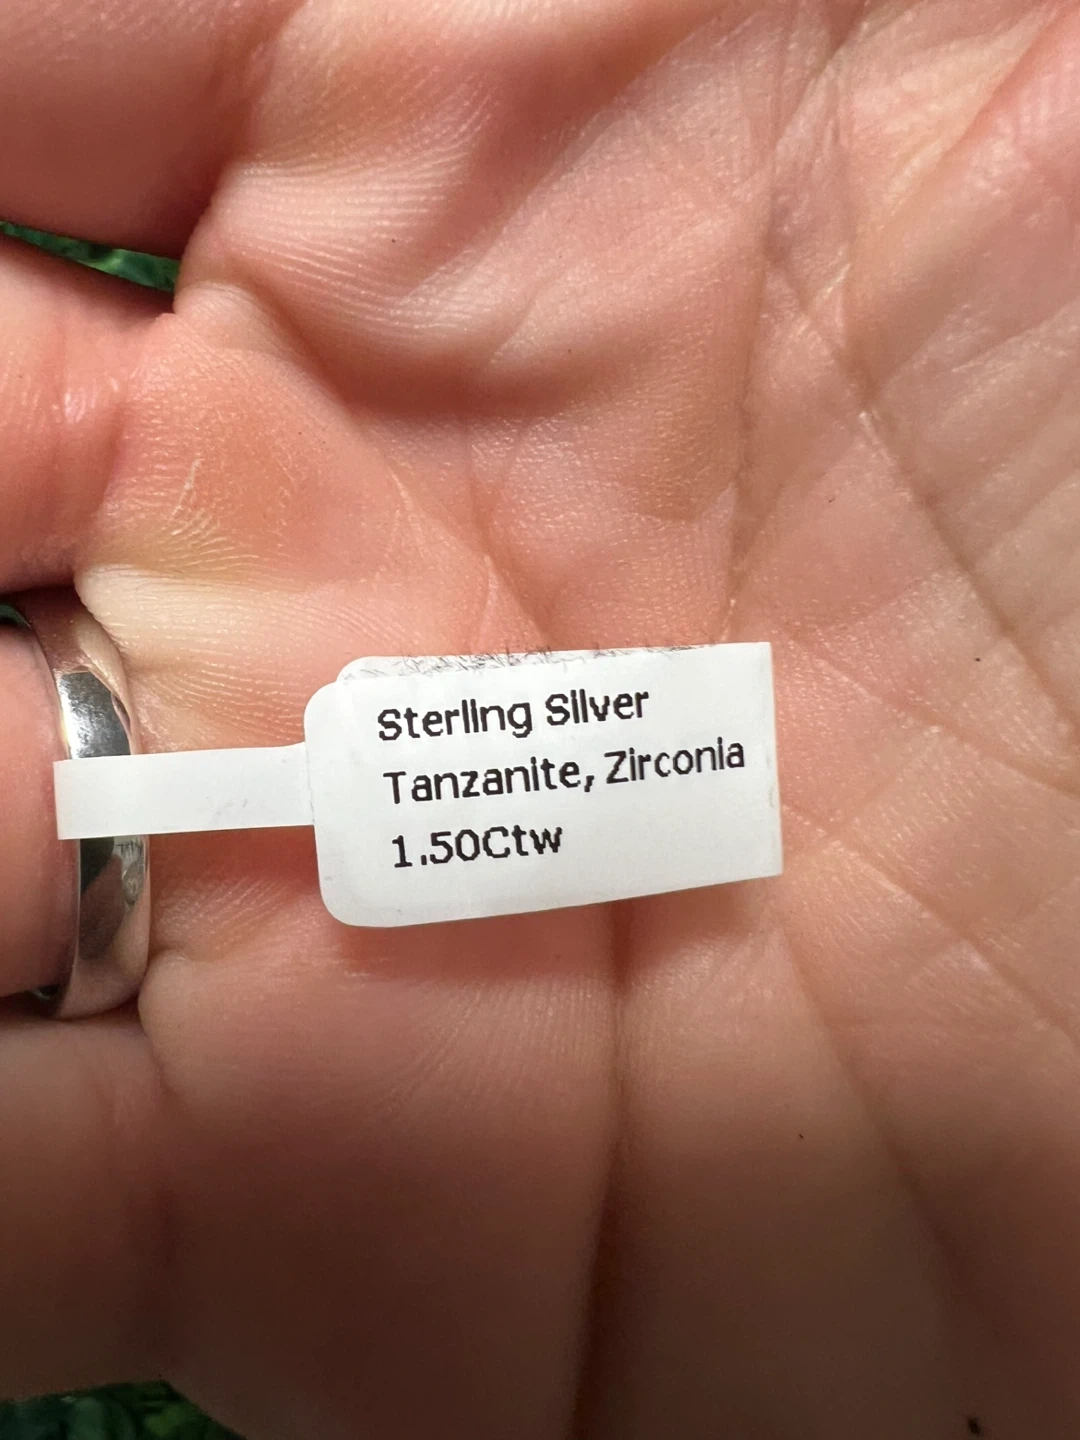 Sterling Silver
Tanzanite, Zirconia
1.50Ctw